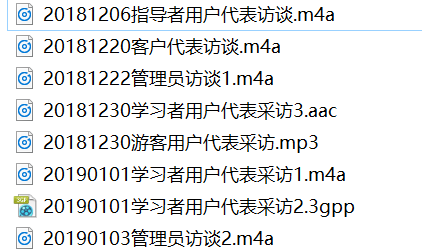 20181206指导者用户代表访谈.m4a
20181220客户代表访谈.m4a
20181222管理员访谈1.m4a
20181230学习者用户代表采访3.aac
20181230游客用户代表采访.mp3
20190101学习者用户代表采访1.m4a
20190101学习者用户代表采访2.3gpp
20190103管理员访谈2.m4a